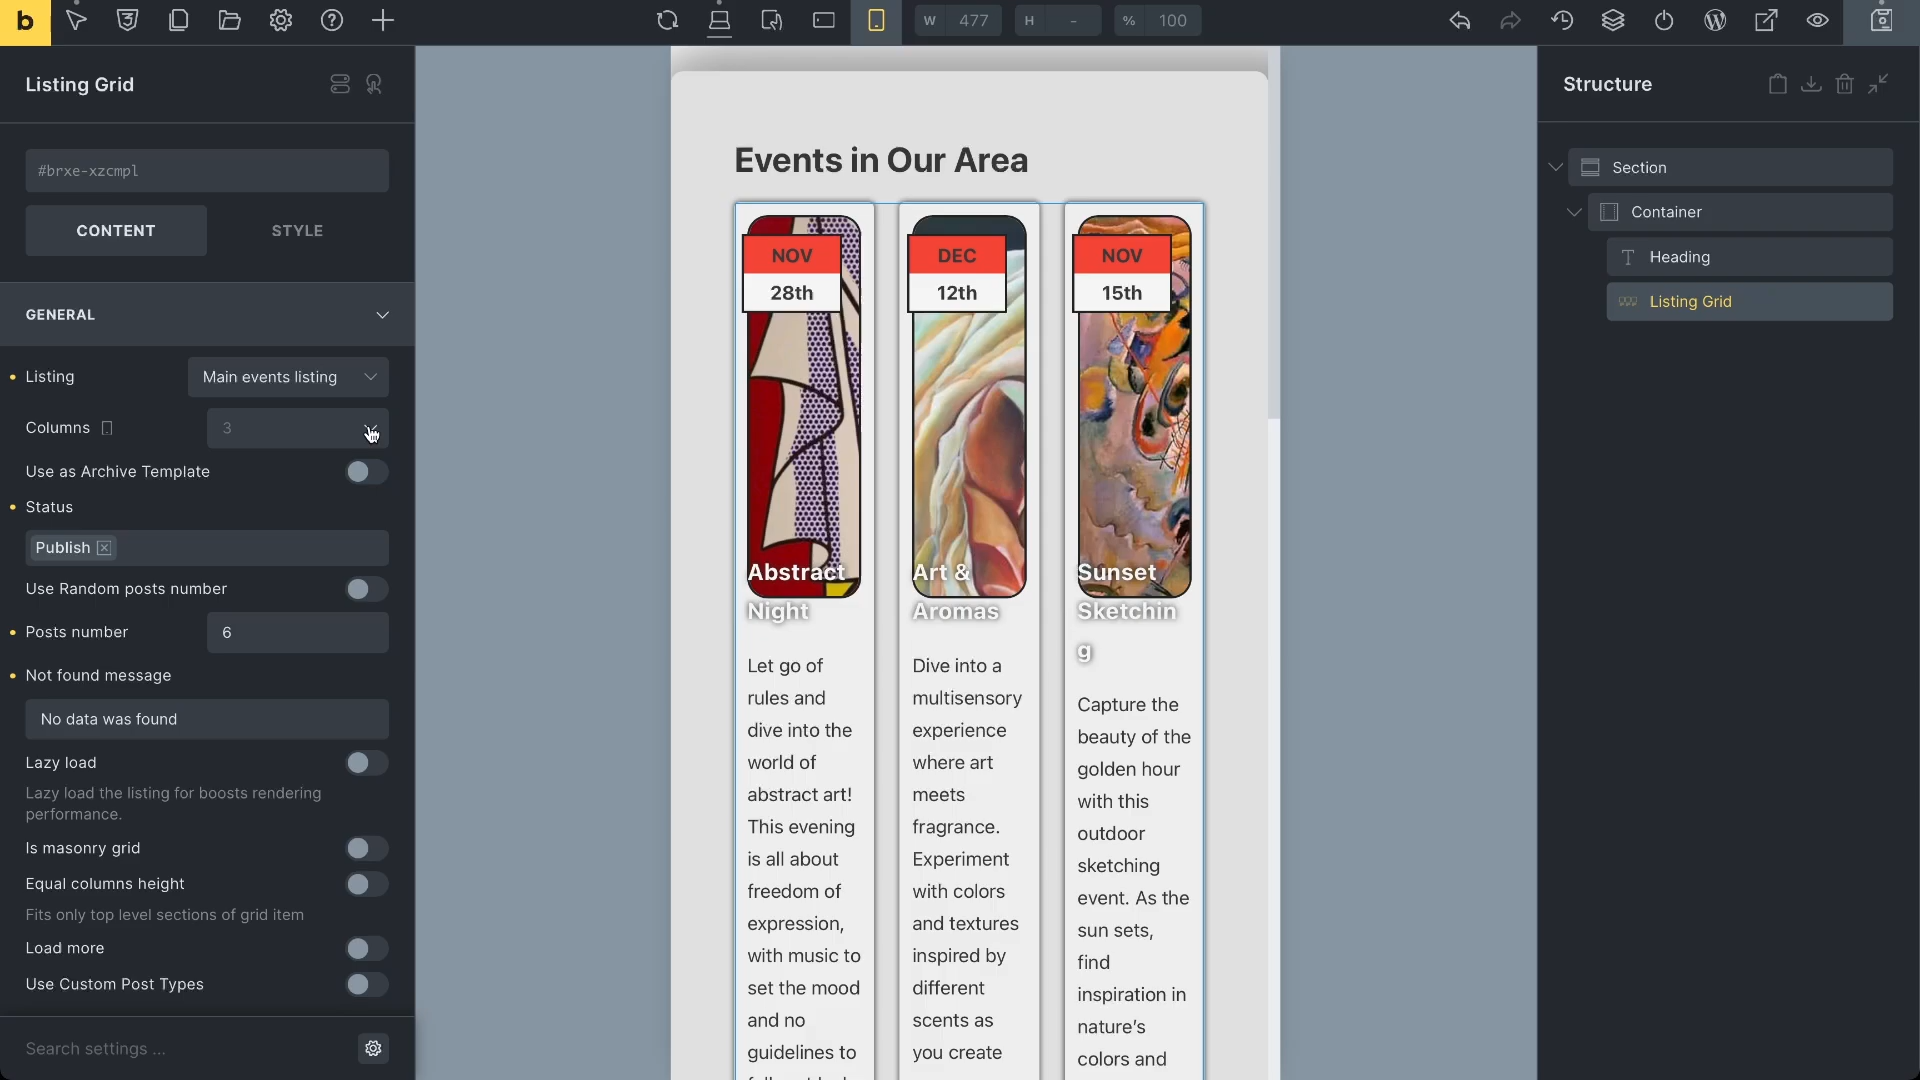 b
W 477
H -
% 100
Listing Grid
#brxe-xzcmpl
CONTENT
STYLE
GENERAL
Listing
Main events listing
Columns
3
Use as Archive Template
Status
Publish
Use Random posts number
Posts number
6
Not found message
No data was found
Lazy load
Lazy load the listing for boosts rendering
performance.
Is masonry grid
Equal columns height
Fits only top level sections of grid item
Load more
Use Custom Post Types
Search settings ...
Events in Our Area
NOV
28th
Abstract
Night
Let go of
rules and
dive into the
world of
abstract art!
This evening
is all about
freedom of
expression,
with music to
set the mood
and no
guidelines to
DEC
12th
Art &
Aromas
Dive into a
multisensory
experience
where art
meets
fragrance.
Experiment
with colors
and textures
inspired by
different
scents as
you create
NOV
15th
Sunset
Sketchin
g
Capture the
beauty of the
golden hour
with this
outdoor
sketching
event. As the
sun sets,
find
inspiration in
nature's
colors and
Structure
Section
Container
Heading
Listing Grid